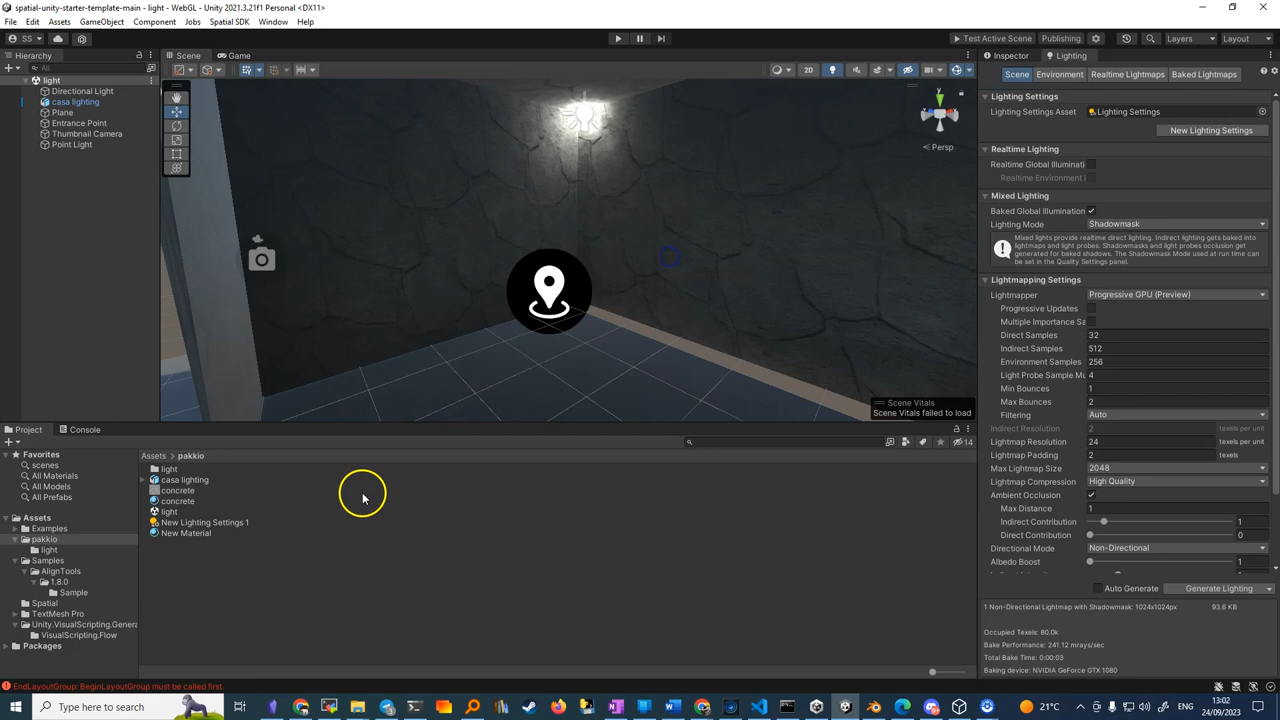 spatial-unity-starter-template-main - light - WebGL - Unity 2021.3.21f1 Personal <DX11>
File Edit Assets GameObject Component Jobs Spatial SDK Window Help
SS Test Active Scene Publishing Layers Layout
Hierarchy Scene Game Inspector Lighting
All 2D Scene Environment Realtime Lightmaps Baked Lightmaps
light
Directional Light
casa lighting
Plane
Entrance Point
Thumbnail Camera
Point Light
Persp
Scene Vitals
Scene Vitals failed to load
Lighting Settings
Lighting Settings Asset Lighting Settings
New Lighting Settings
Realtime Lighting
Realtime Global Illuminati
Realtime Environment
Mixed Lighting
Baked Global Illumination
Lighting Mode Shadowmask
Mixed lights provide realtime direct lighting. Indirect lighting gets baked into
lightmaps and light probes. Shadowmasks and light probes occlusion get
generated for baked shadows. The Shadowmask Mode used at run time can
be set in the Quality Settings panel.
Lightmapping Settings
Lightmapper Progressive GPU (Preview)
Progressive Updates
Multiple Importance Sa
Direct Samples 32
Indirect Samples 512
Environment Samples 256
Light Probe Sample Mu 4
Min Bounces 1
Max Bounces 2
Filtering Auto
Indirect Resolution 2 texels per unit
Lightmap Resolution 24 texels per unit
Lightmap Padding 2 texels
Max Lightmap Size 2048
Lightmap Compression High Quality
Ambient Occlusion
Max Distance 1
Indirect Contribution 1
Direct Contribution 0
Directional Mode Non-Directional
Albedo Boost 1
Auto Generate Generate Lighting
1 Non-Directional Lightmap with Shadowmask: 1024x1024px 93.6 KB
Occupied Texels: 80.0k
Bake Performance: 241.12 mrays/sec
Total Bake Time: 0:00:03
Baking device: NVIDIA GeForce GTX 1080
Project Console
14
Favorites
scenes
All Materials
All Models
All Prefabs
Assets
Examples
pakkio
light
Samples
AlignTools
1.8.0
Sample
Spatial
TextMesh Pro
Unity.VisualScripting.Genera
VisualScripting.Flow
Packages
Assets pakkio
light
casa lighting
concrete
concrete
light
New Lighting Settings 1
New Material
EndLayoutGroup: BeginLayoutGroup must be called first.
Type here to search
21°C
13:02
24/09/2023